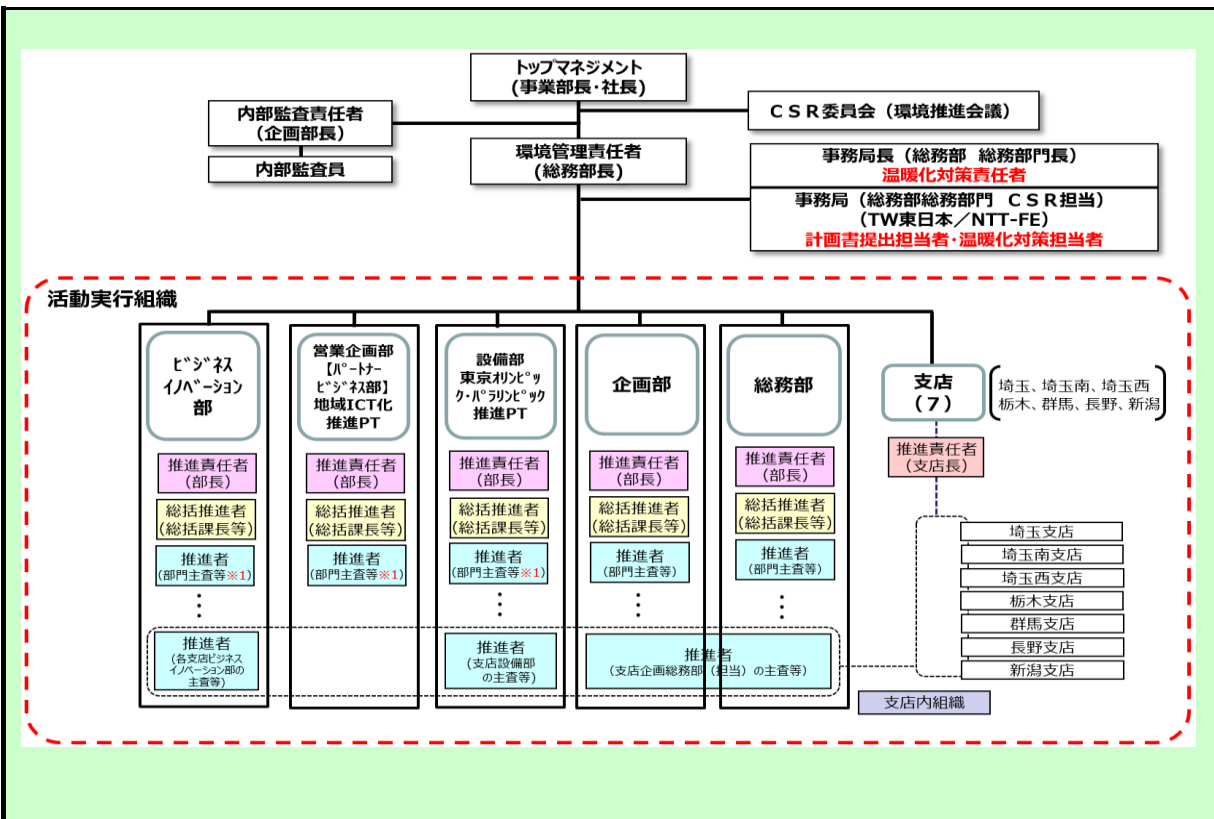 トップマネジメント
(事業部長・社長)
内部監査責任者
(企画部長)
内部監査員
CSR委員会(環境推進会議)
環境管理責任者
(総務部長)
事務局長(総務部 総務部門長)
温暖化対策責任者
事務局(総務部総務部門 CSR担当)
(TW東日本/NTT-FE)
計画書提出担当者・温暖化対策担当者
活動実行組織
ビジネス
イノベーション
部
営業企画部
【パートナー
ビジネス部】
地域ICT化
推進PT
設備部
東京オリンピッ
ク・パラリンピック
推進PT
企画部
総務部
支店
(7)
埼玉、埼玉南、埼玉西
栃木、群馬、長野、新潟
推進責任者
(部長)
総括推進者
(総括課長等)
推進者
(部門主査等※1)
推進者
(各支店ビジネス
イノベーション部の
主査等)
推進責任者
(部長)
総括推進者
(総括課長等)
推進者
(部門主査等※1)
推進責任者
(部長)
総括推進者
(総括課長等)
推進者
(部門主査等※1)
推進者
(支店設備部
の主査等)
推進責任者
(部長)
総括推進者
(総括課長等)
推進者
(部門主査等)
推進責任者
(部長)
総括推進者
(総括課長等)
推進者
(部門主査等)
推進者
(支店企画総務部(担当)の主査等)
推進責任者
(支店長)
埼玉支店
埼玉南支店
埼玉西支店
栃木支店
群馬支店
長野支店
新潟支店
支店内組織